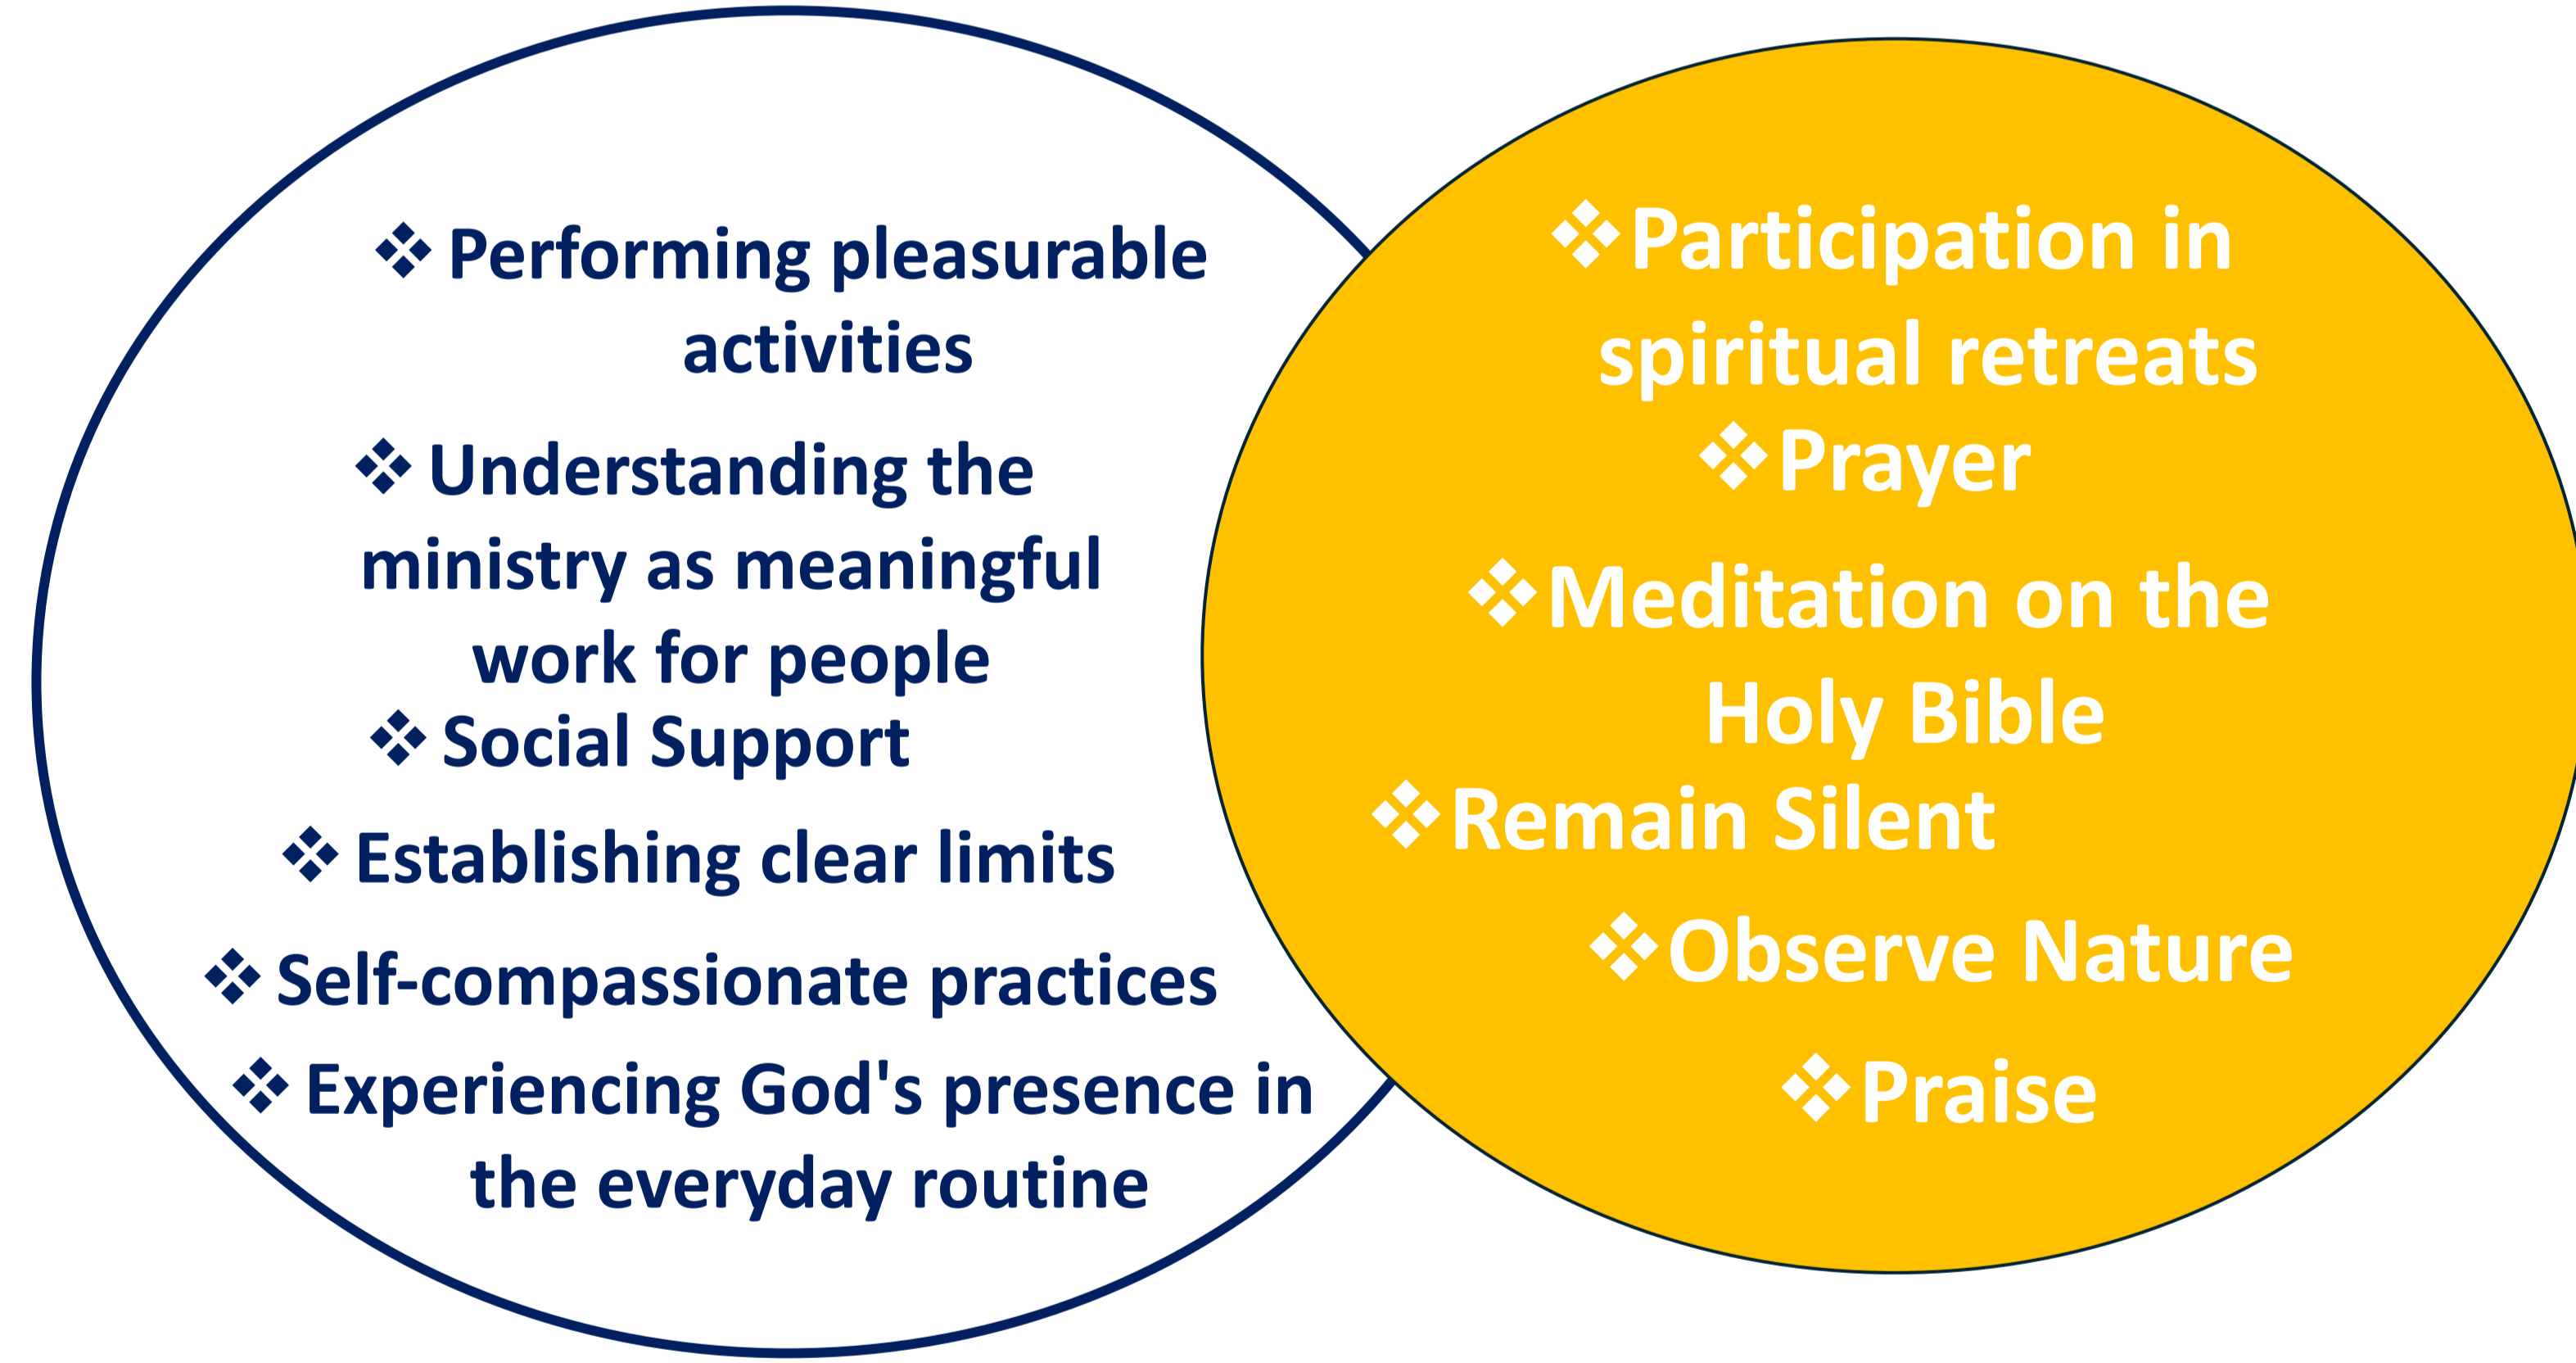 ❖ Performing pleasurable
activities
❖ Understanding the
ministry as meaningful
work for people
❖ Social Support
❖ Establishing clear limits
❖ Self-compassionate practices
❖ Experiencing God's presence in
the everyday routine
❖Participation in
spiritual retreats
❖Prayer
❖Meditation on the
Holy Bible
❖Remain Silent
❖Observe Nature
❖Praise